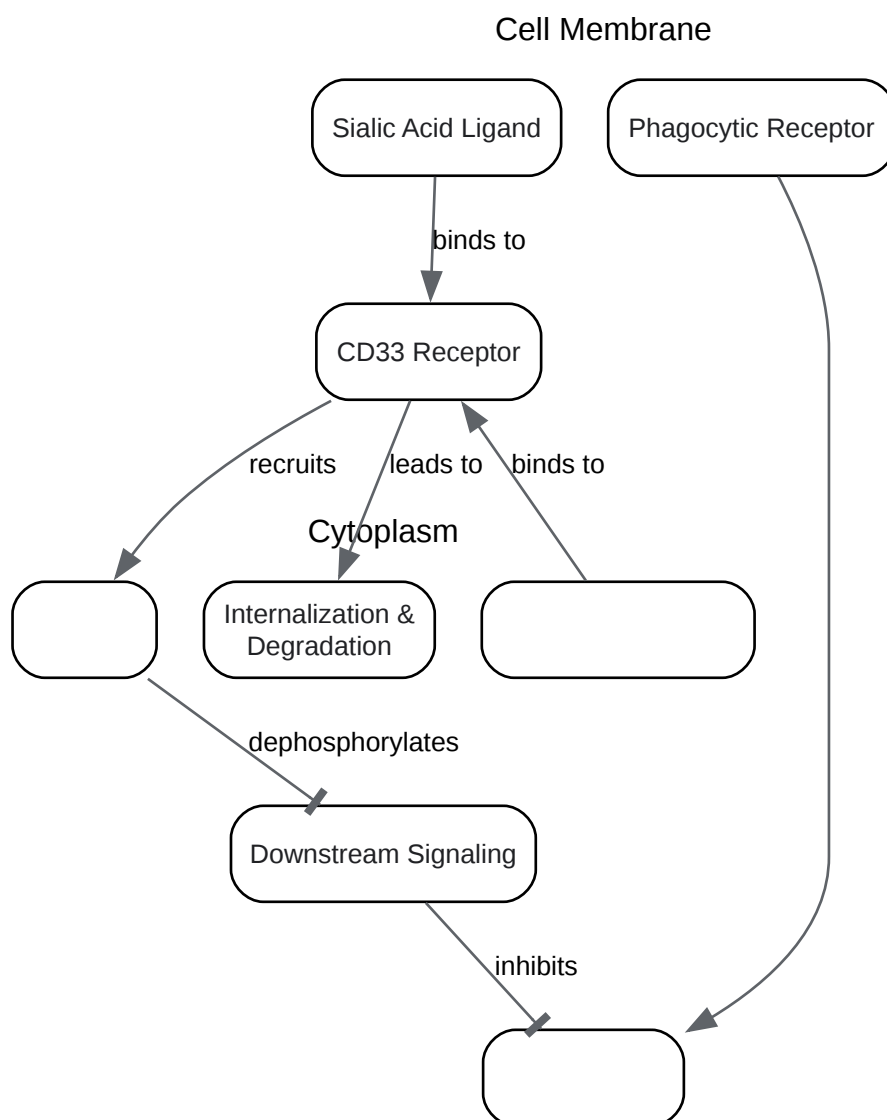 Cell Membrane
Sialic Acid Ligand
Phagocytic Receptor
binds to
CD33 Receptor
recruits
leads to
binds to
Cytoplasm
Internalization &
Degradation
dephosphorylates
Downstream Signaling
inhibits